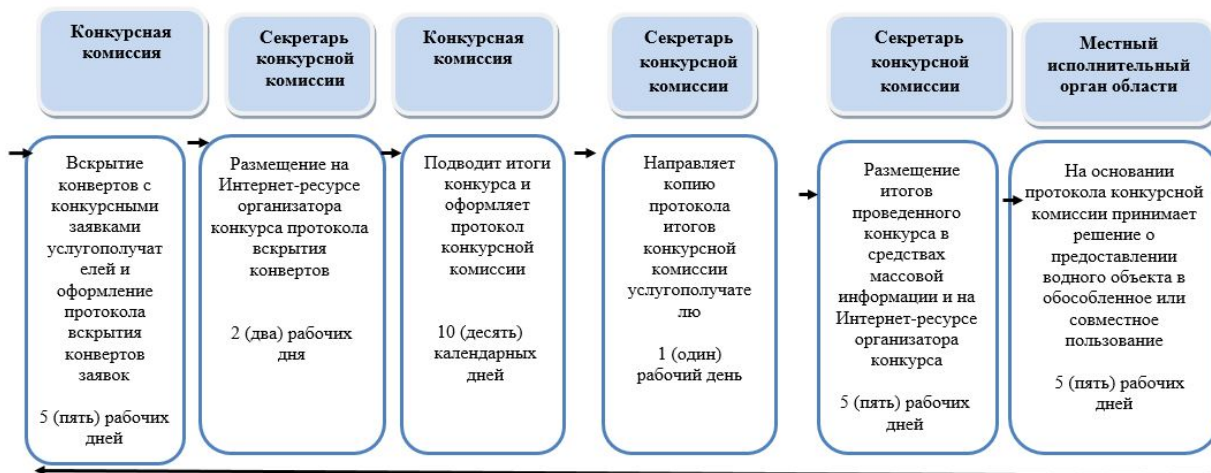 Конкурсная
комиссия
Вскрытие
конвертов с
конкурсными
заявками
услугополучат
елей и
оформление
протокола
вскрытия
конвертов
заявок
5 (пять) рабочих
дней
Секретарь
конкурсной
комиссии
Размещение на
Интернет-ресурсе
организатора
конкурса протокола
вскрытия
конвертов
2 (два) рабочих
дня
Конкурсная
комиссия
Подводит итоги
конкурса и
оформляет
протокол
конкурсной
комиссии
10 (десять)
календарных
дней
Секретарь
конкурсной
комиссии
Направляет
копию
протокола
итогов
конкурсной
комиссии
услугополучате
лю
1 (один)
рабочий день
Секретарь
конкурсной
комиссии
Размещение
итогов
проведенного
конкурса в
средствах
массовой
информации и на
Интернет-ресурсе
организатора
конкурса
5 (пять) рабочих
дней
Местный
исполнительный
орган области
На основании
протокола конкурсной
комиссии принимает
решение о
предоставлении
водного объекта в
обособленное или
совместное
пользование
5 (пять) рабочих
дней